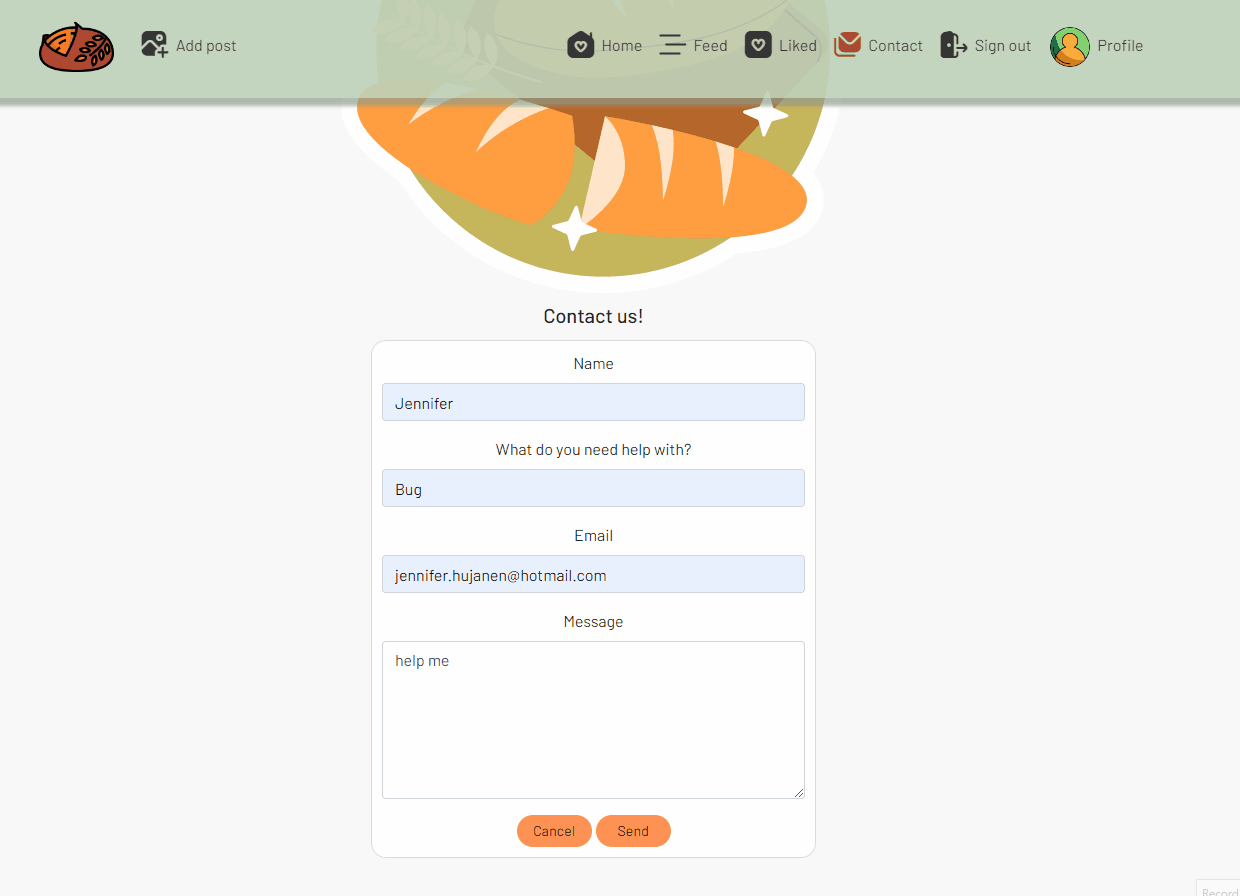 Add post
Home Feed Liked Contact Sign out Profile
Contact us!
Name
Jennifer
What do you need help with?
Bug
Email
jennifer.hujanen@hotmail.com
Message
help me
Cancel Send
Record